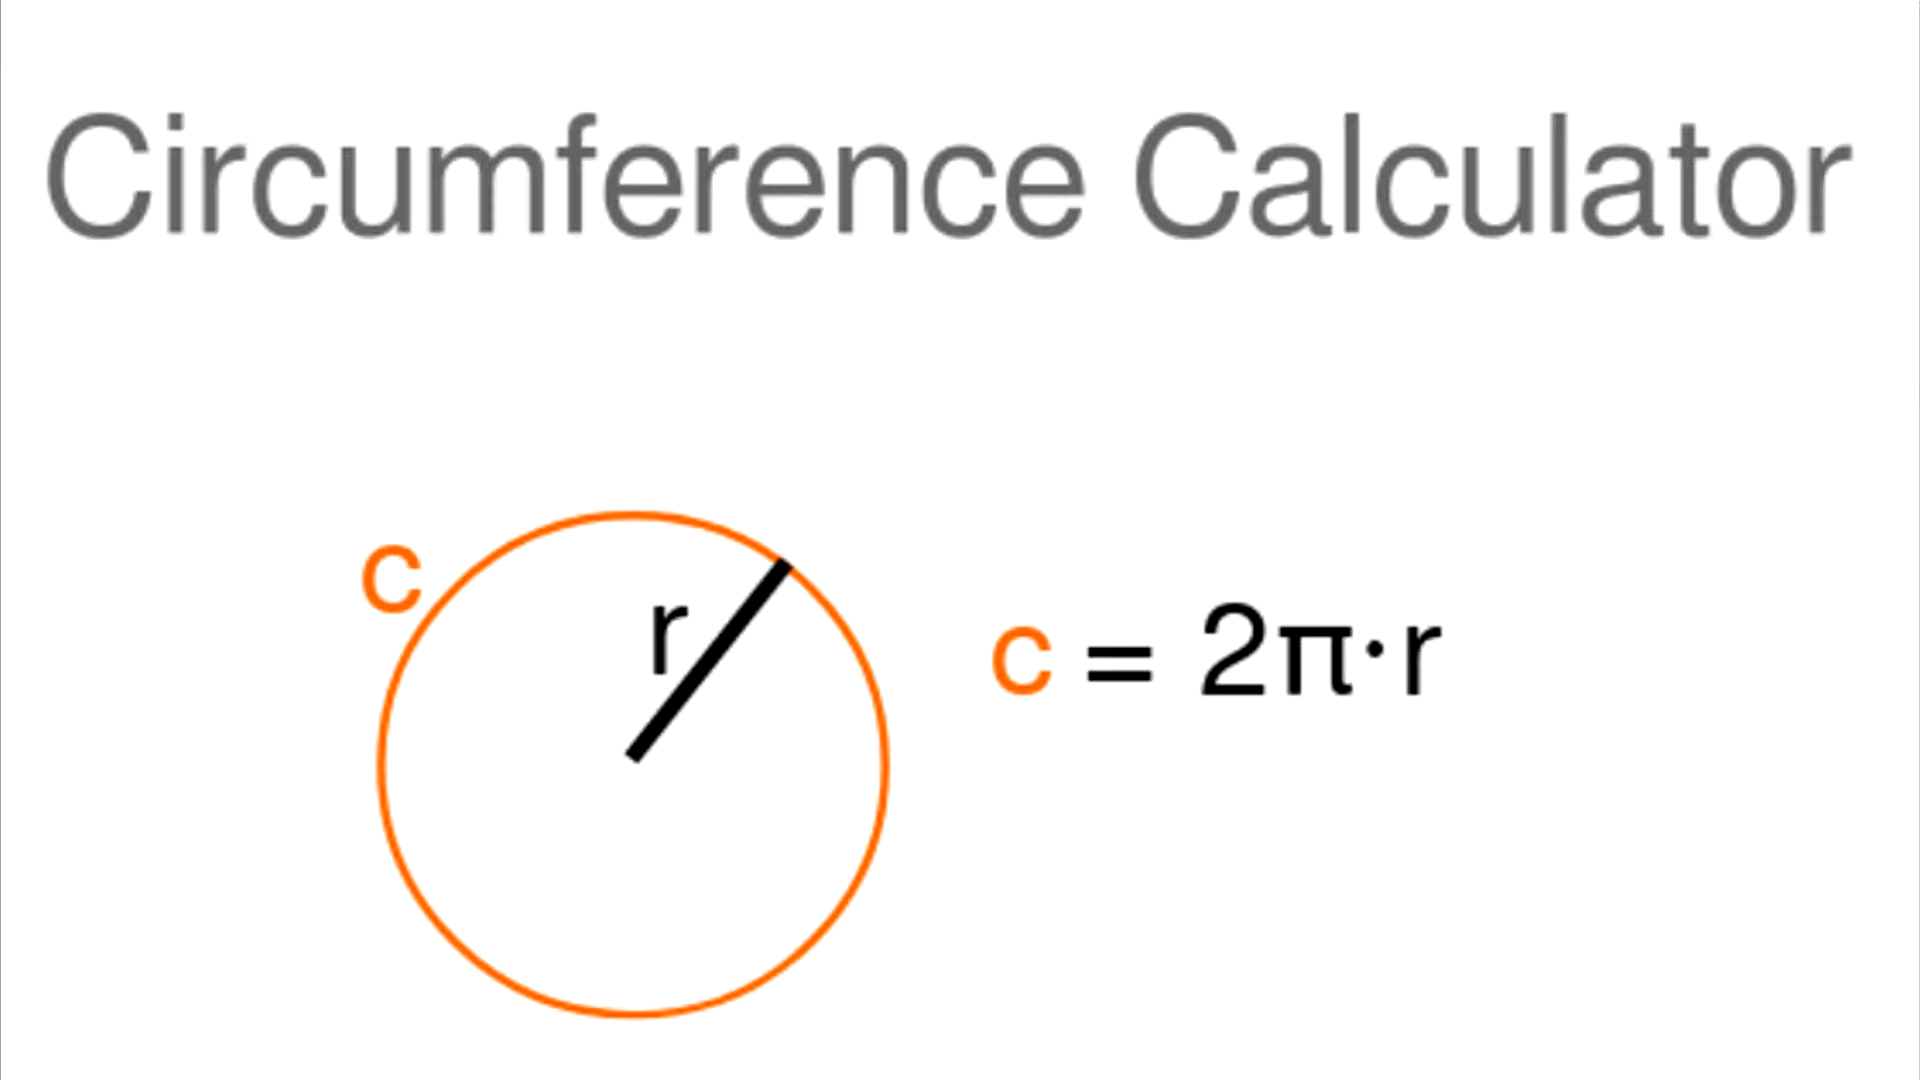 Circumference Calculator
c
r
c = 2π·r